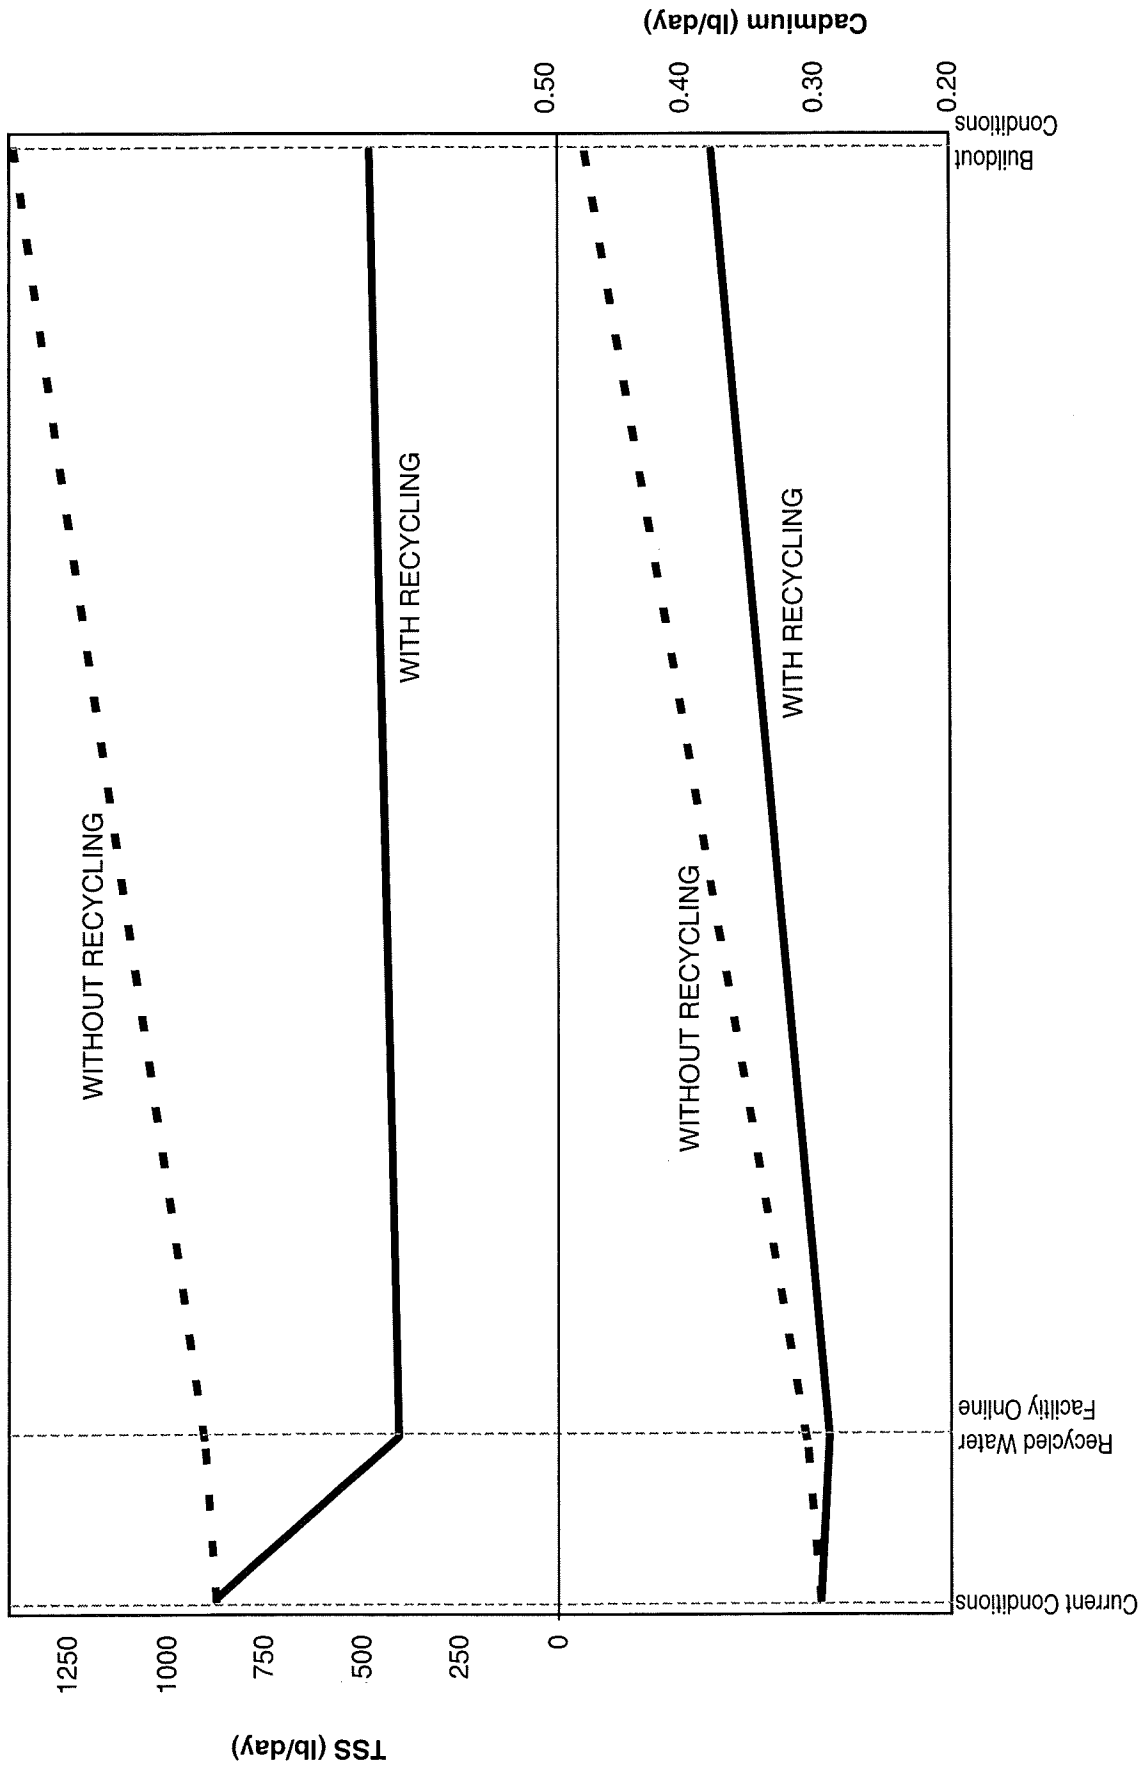 TSS (lb/day)
1250
1000
750
500
250
0
WITHOUT RECYCLING
WITH RECYCLING
WITHOUT RECYCLING
WITH RECYCLING
Cadmium (lb/day)
0.50
0.40
0.30
0.20
Current Conditions
Recycled Water
Faciltiy Online
Buildout
Conditions